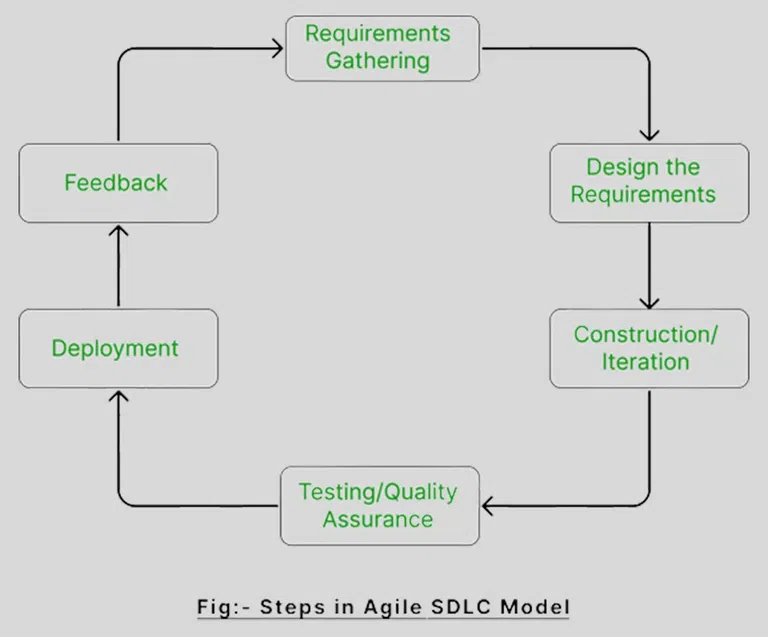 Requirements
Gathering
Design the
Requirements
Construction/
Iteration
Testing/Quality
Assurance
Deployment
Feedback
Fig:- Steps in Agile SDLC Model